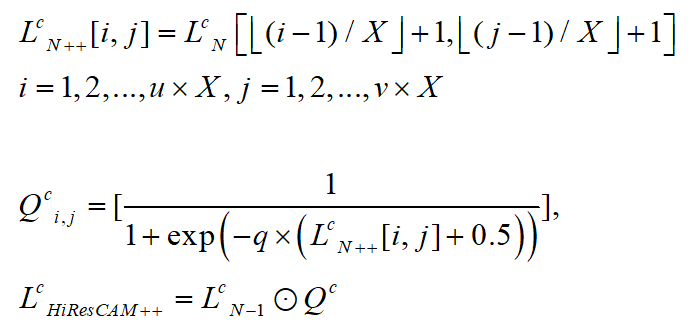 L^c_{N++}[i, j] = L^c_N [⌊(i−1) / X⌋+1, ⌊(j−1) / X⌋+1]
i = 1,2,...,u × X, j = 1,2,...,v × X
Q^c_{i,j} = [\frac{1}{1+exp(−q×(L^c_{N++}[i, j]+0.5))}],
L^c_{HiResCAM++} = L^c_{N−1} ⊙ Q^c